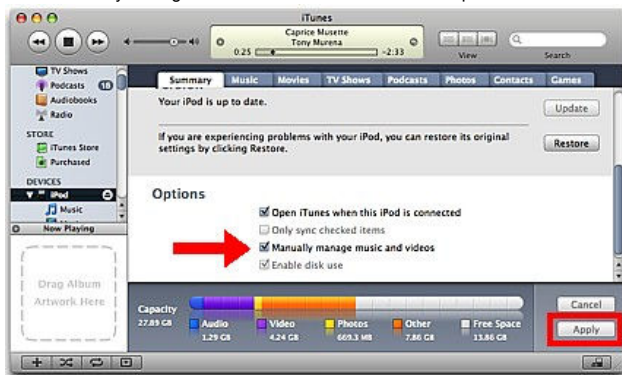 iTunes
Caprice Musette
Tony Murena
0.25
-2:33
View
Search
TV Shows
Podcasts
Audiobooks
Radio
STORE
iTunes Store
Purchased
DEVICES
iPod
Music
Now Playing
Drag Album
Artwork Here
Summary Music Movies TV Shows Podcasts Photos Contacts Games
Your iPod is up to date.
Update
If you are experiencing problems with your iPod, you can restore its original
settings by clicking Restore.
Restore
Options
Open iTunes when this iPod is connected
Only sync checked items
Manually manage music and videos
Enable disk use
Capacity
27.89 GB
Audio
1.29 GB
Video
4.24 GB
Photos
669.3 MB
Other
7.86 GB
Free Space
13.86 GB
Cancel
Apply